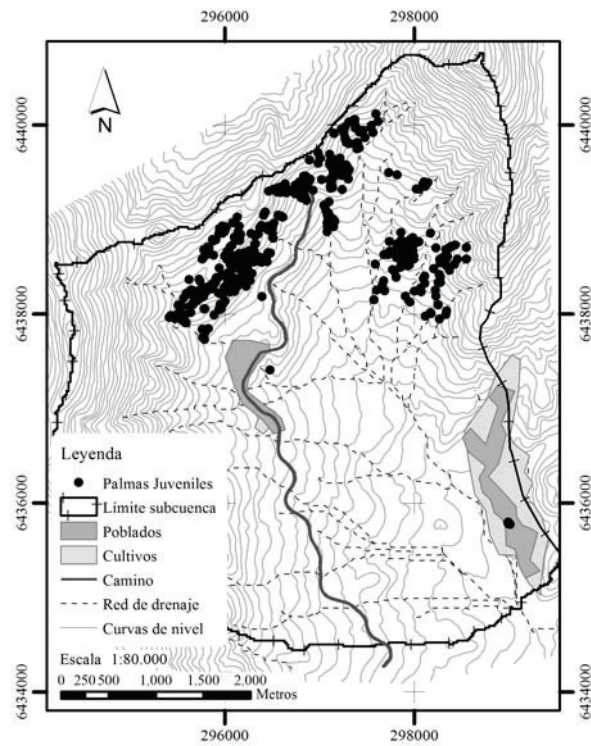 296000 298000
6440000 6440000
N
6438000 6438000
Leyenda
Palmas Juveniles
Límite subcuenca
Poblados
Cultivos
Camino
Red de drenaje
Curvas de nivel
6436000 6436000
Escala 1:80.000
0 250 500 1.000 1.500 2.000
Metros
6434000 6434000
296000 298000